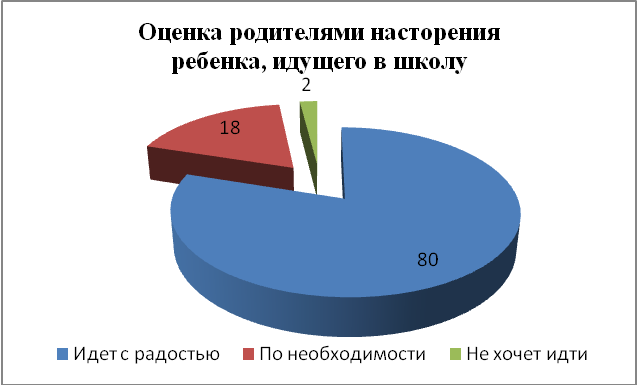 Оценка родителями насторения
ребенка, идущего в школу
2
18
80
Идет с радостью По необходимости Не хочет идти